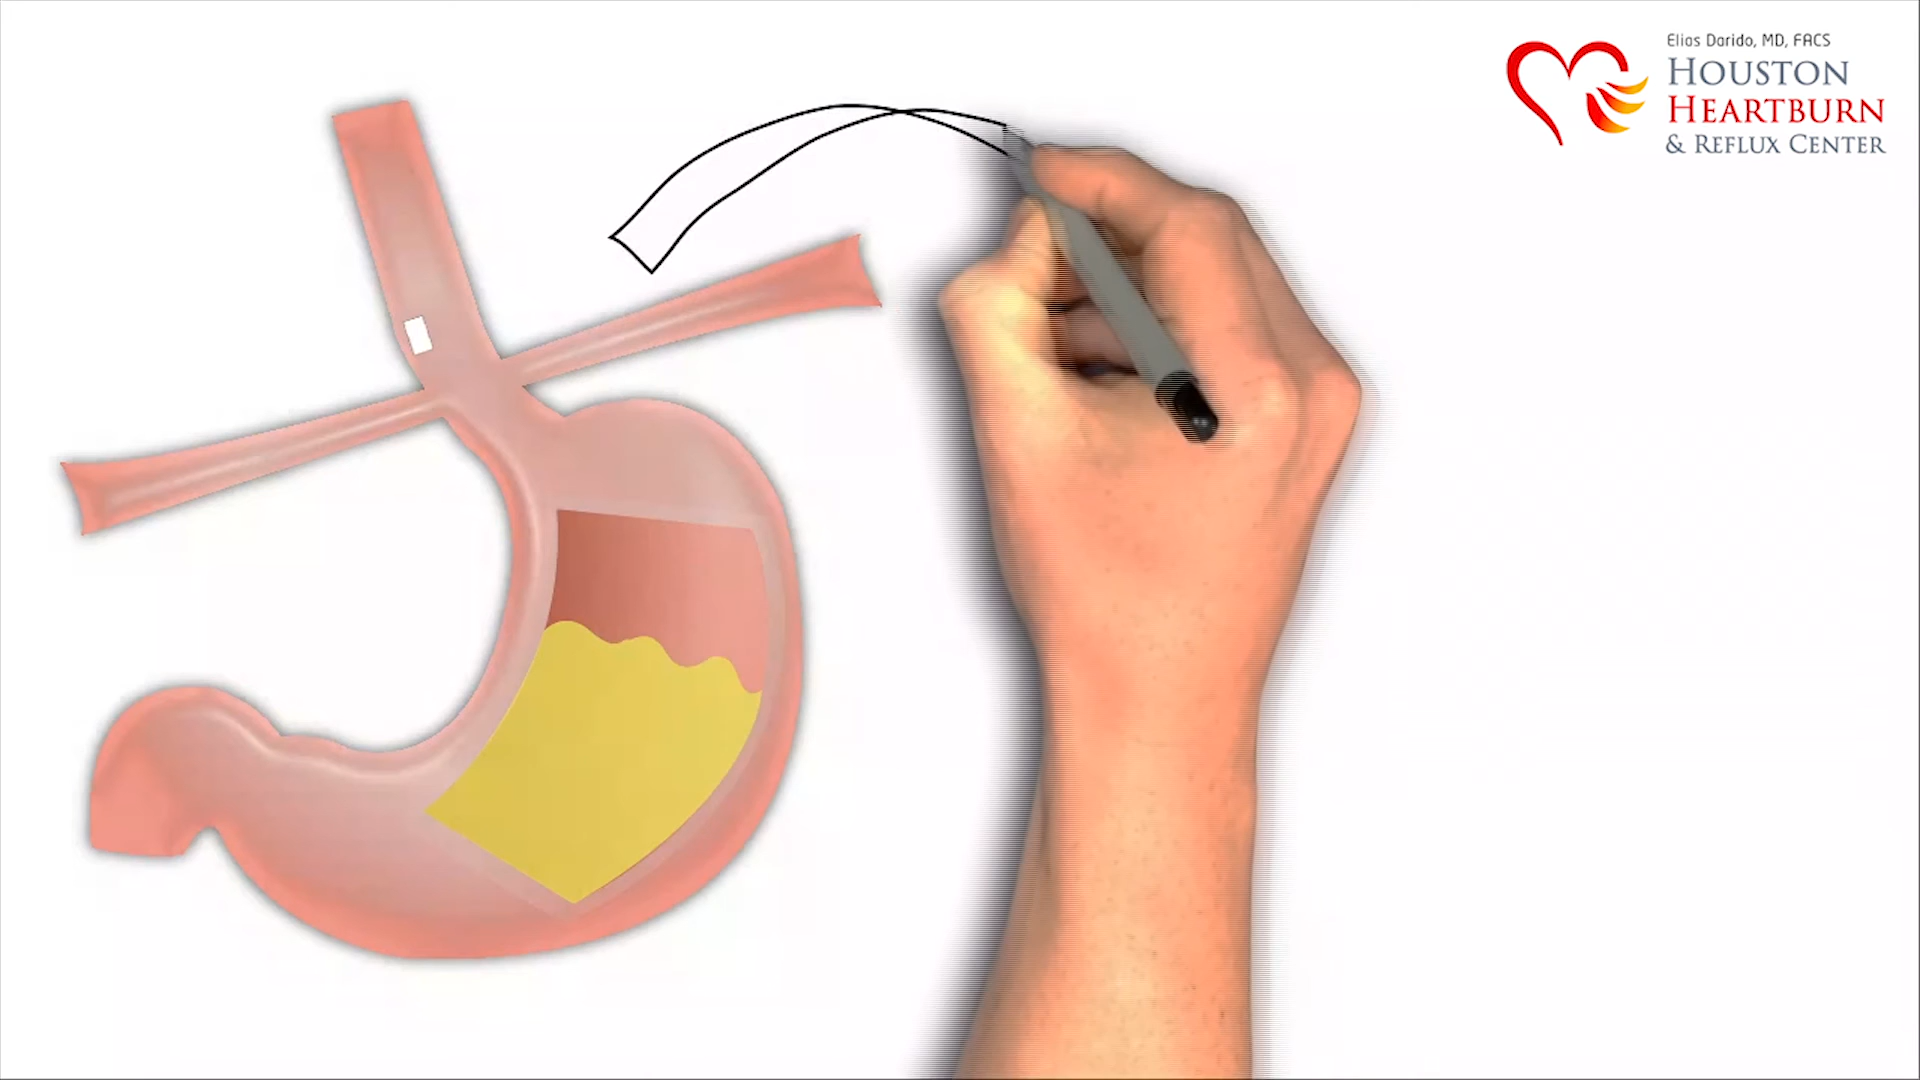 Elias Darido, MD, FACS
HOUSTON
HEARTBURN
& REFLUX CENTER